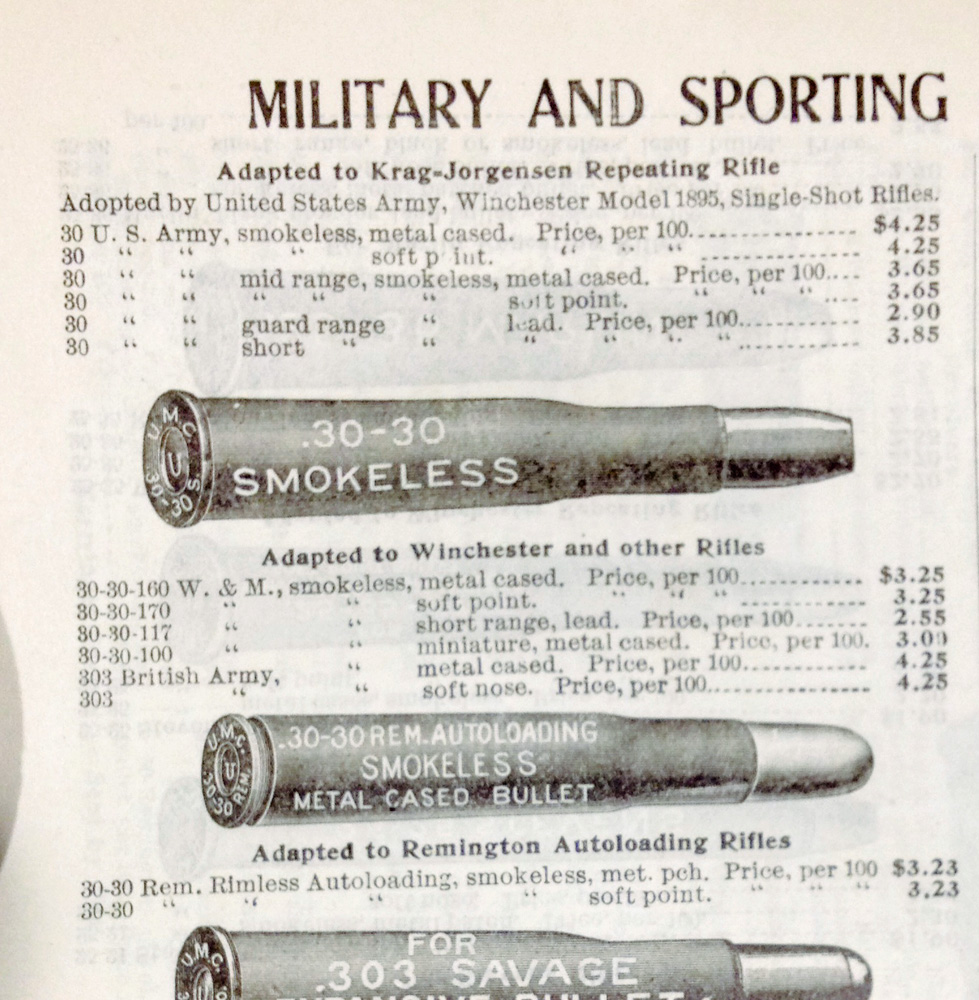 MILITARY AND SPORTING
Adapted to Krag-Jorgensen Repeating Rifle
Adopted by United States Army, Winchester Model 1895, Single-Shot Rifles.
30 U. S. Army, smokeless, metal cased. Price, per 100................ $4.25
30 “ “ “ soft p int. “ “ ............... 4.25
30 “ “ mid range, smokeless, metal cased. Price, per 100.... 3.65
30 “ “ “ “ “ soft point. “ “ “ .... 3.65
30 “ “ guard range “ lead. Price, per 100........... 2.90
30 “ “ short “ “ “ “ “ “ ........... 3.85
U.M.C.
U
30-30 S.
.30-30
SMOKELESS
Adapted to Winchester and other Rifles
30-30-160 W. & M., smokeless, metal cased. Price, per 100........... $3.25
30-30-170 “ “ soft point. “ “ “ ........... 3.25
30-30-117 “ “ short range, lead. Price, per 100....... 2.55
30-30-100 “ “ miniature, metal cased. Price, per 100. 3.00
303 British Army, “ metal cased. Price, per 100........... 4.25
303 “ “ soft nose. Price, per 100............... 4.25
U.M.C.
U
30-30 REM.
.30-30 REM. AUTOLOADING
SMOKELESS
METAL CASED BULLET
Adapted to Remington Autoloading Rifles
30-30 Rem. Rimless Autoloading, smokeless, met. pch. Price, per 100 $3.23
30-30 “ “ “ “ soft point. “ “ “ 3.23
U.M.C.
FOR
.303 SAVAGE
EXPANSIVE BULLET